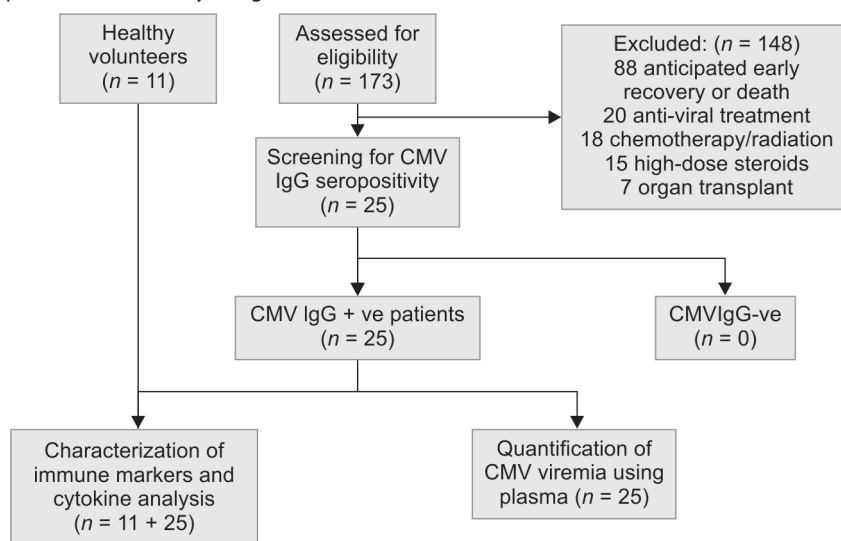 Healthy
volunteers
(n = 11)
Assessed for
eligibility
(n = 173)
Excluded: (n = 148)
88 anticipated early
recovery or death
20 anti-viral treatment
18 chemotherapy/radiation
15 high-dose steroids
7 organ transplant
Screening for CMV
IgG seropositivity
(n = 25)
CMV IgG + ve patients
(n = 25)
CMVIgG-ve
(n = 0)
Characterization of
immune markers and
cytokine analysis
(n = 11 + 25)
Quantification of
CMV viremia using
plasma (n = 25)